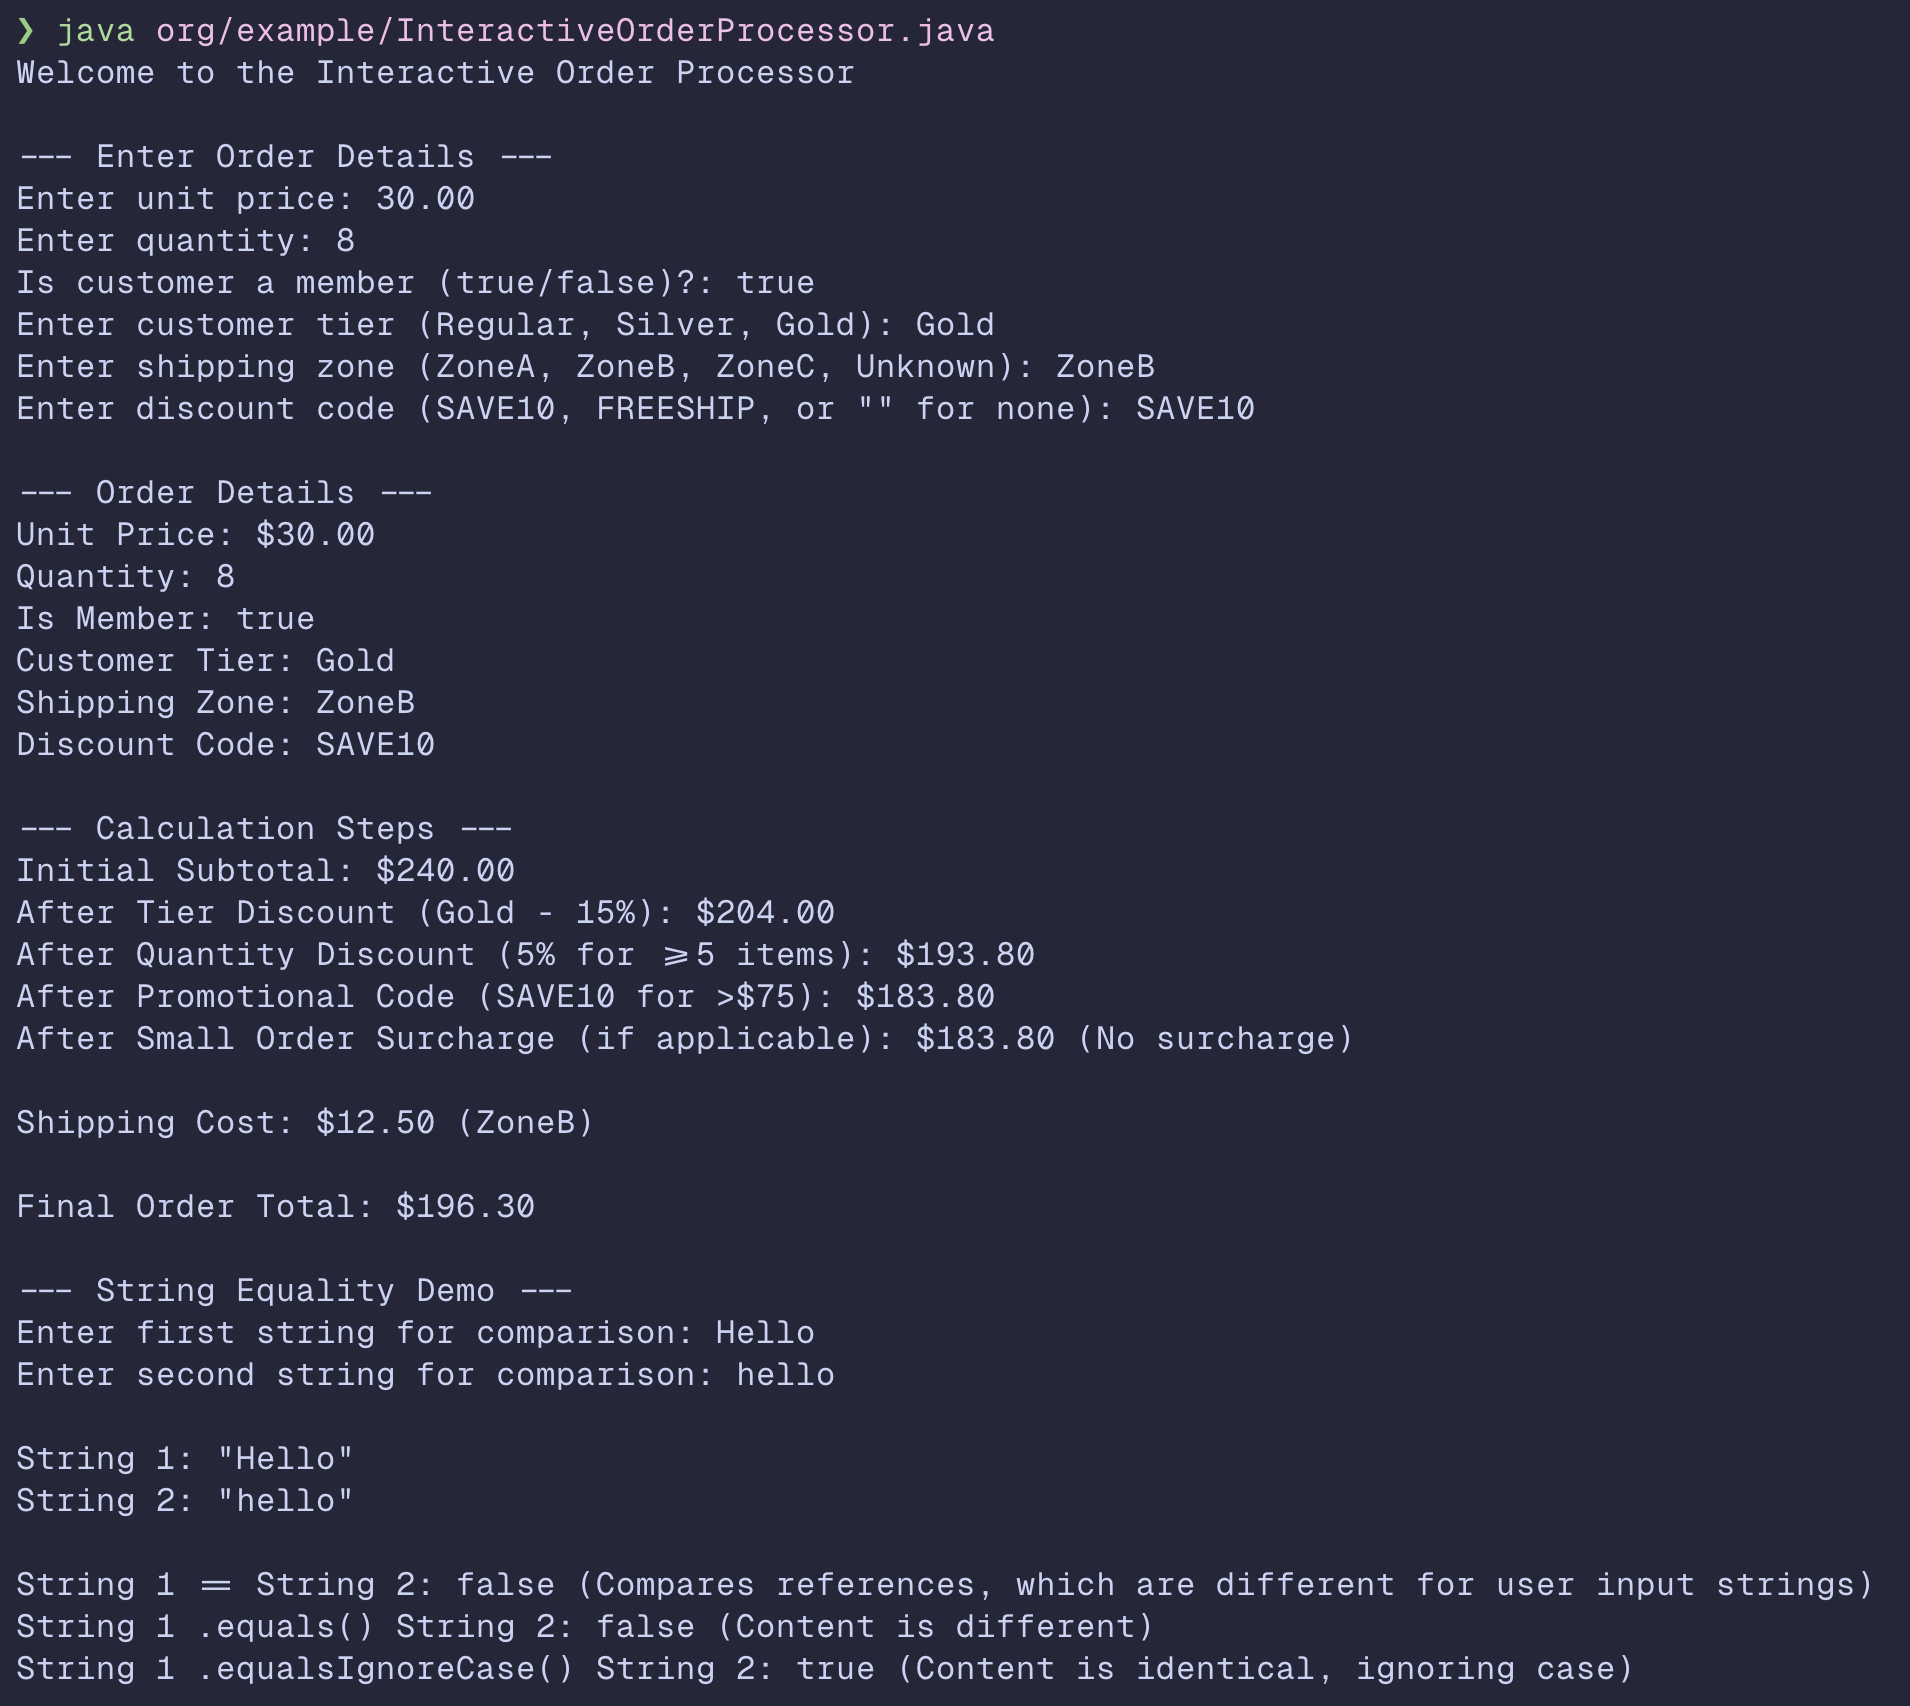 ❯ java org/example/InteractiveOrderProcessor.java
Welcome to the Interactive Order Processor
--- Enter Order Details ---
Enter unit price: 30.00
Enter quantity: 8
Is customer a member (true/false)?: true
Enter customer tier (Regular, Silver, Gold): Gold
Enter shipping zone (ZoneA, ZoneB, ZoneC, Unknown): ZoneB
Enter discount code (SAVE10, FREESHIP, or "" for none): SAVE10
--- Order Details ---
Unit Price: $30.00
Quantity: 8
Is Member: true
Customer Tier: Gold
Shipping Zone: ZoneB
Discount Code: SAVE10
--- Calculation Steps ---
Initial Subtotal: $240.00
After Tier Discount (Gold - 15%): $204.00
After Quantity Discount (5% for >=5 items): $193.80
After Promotional Code (SAVE10 for >$75): $183.80
After Small Order Surcharge (if applicable): $183.80 (No surcharge)
Shipping Cost: $12.50 (ZoneB)
Final Order Total: $196.30
--- String Equality Demo ---
Enter first string for comparison: Hello
Enter second string for comparison: hello
String 1: "Hello"
String 2: "hello"
String 1 == String 2: false (Compares references, which are different for user input strings)
String 1 .equals() String 2: false (Content is different)
String 1 .equalsIgnoreCase() String 2: true (Content is identical, ignoring case)